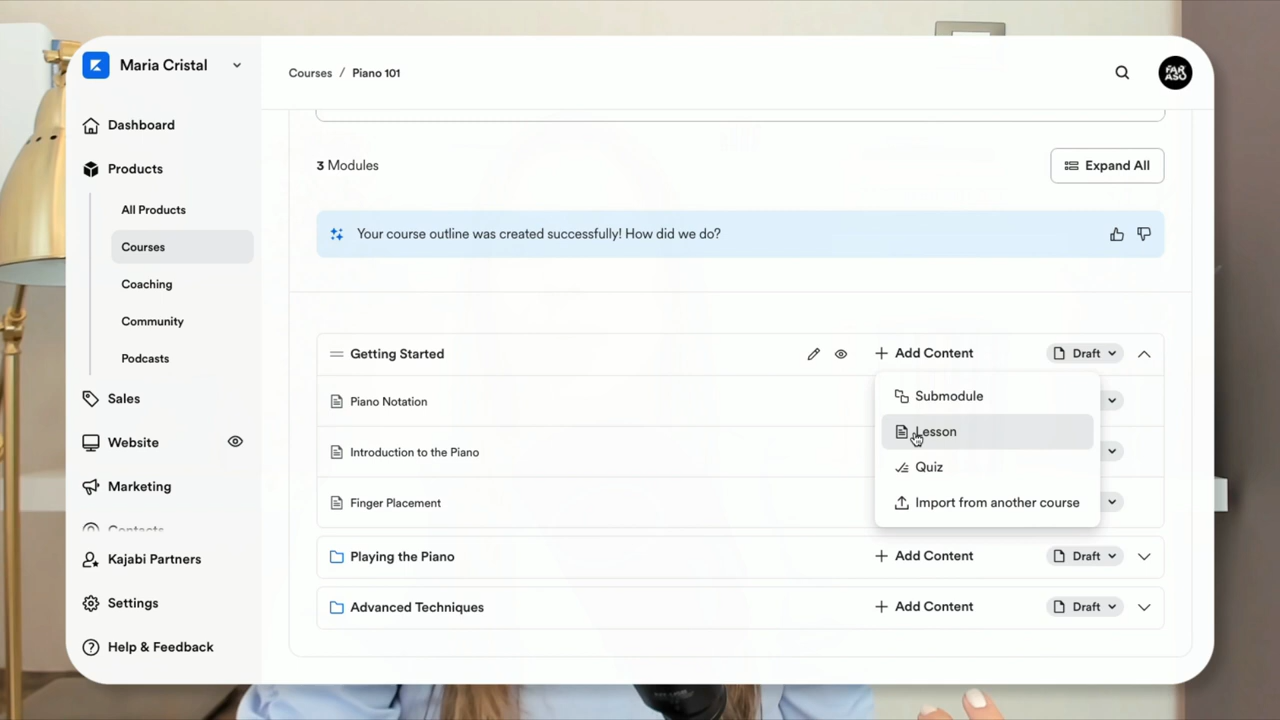 Maria Cristal
Courses / Piano 101
FAR
ASO
Dashboard
Products
All Products
Courses
Coaching
Community
Podcasts
Sales
Website
Marketing
Contacts
Kajabi Partners
Settings
Help & Feedback
3 Modules
Expand All
Your course outline was created successfully! How did we do?
Getting Started
+ Add Content
Draft
Piano Notation
Introduction to the Piano
Finger Placement
Submodule
Lesson
Quiz
Import from another course
Playing the Piano
+ Add Content
Draft
Advanced Techniques
+ Add Content
Draft